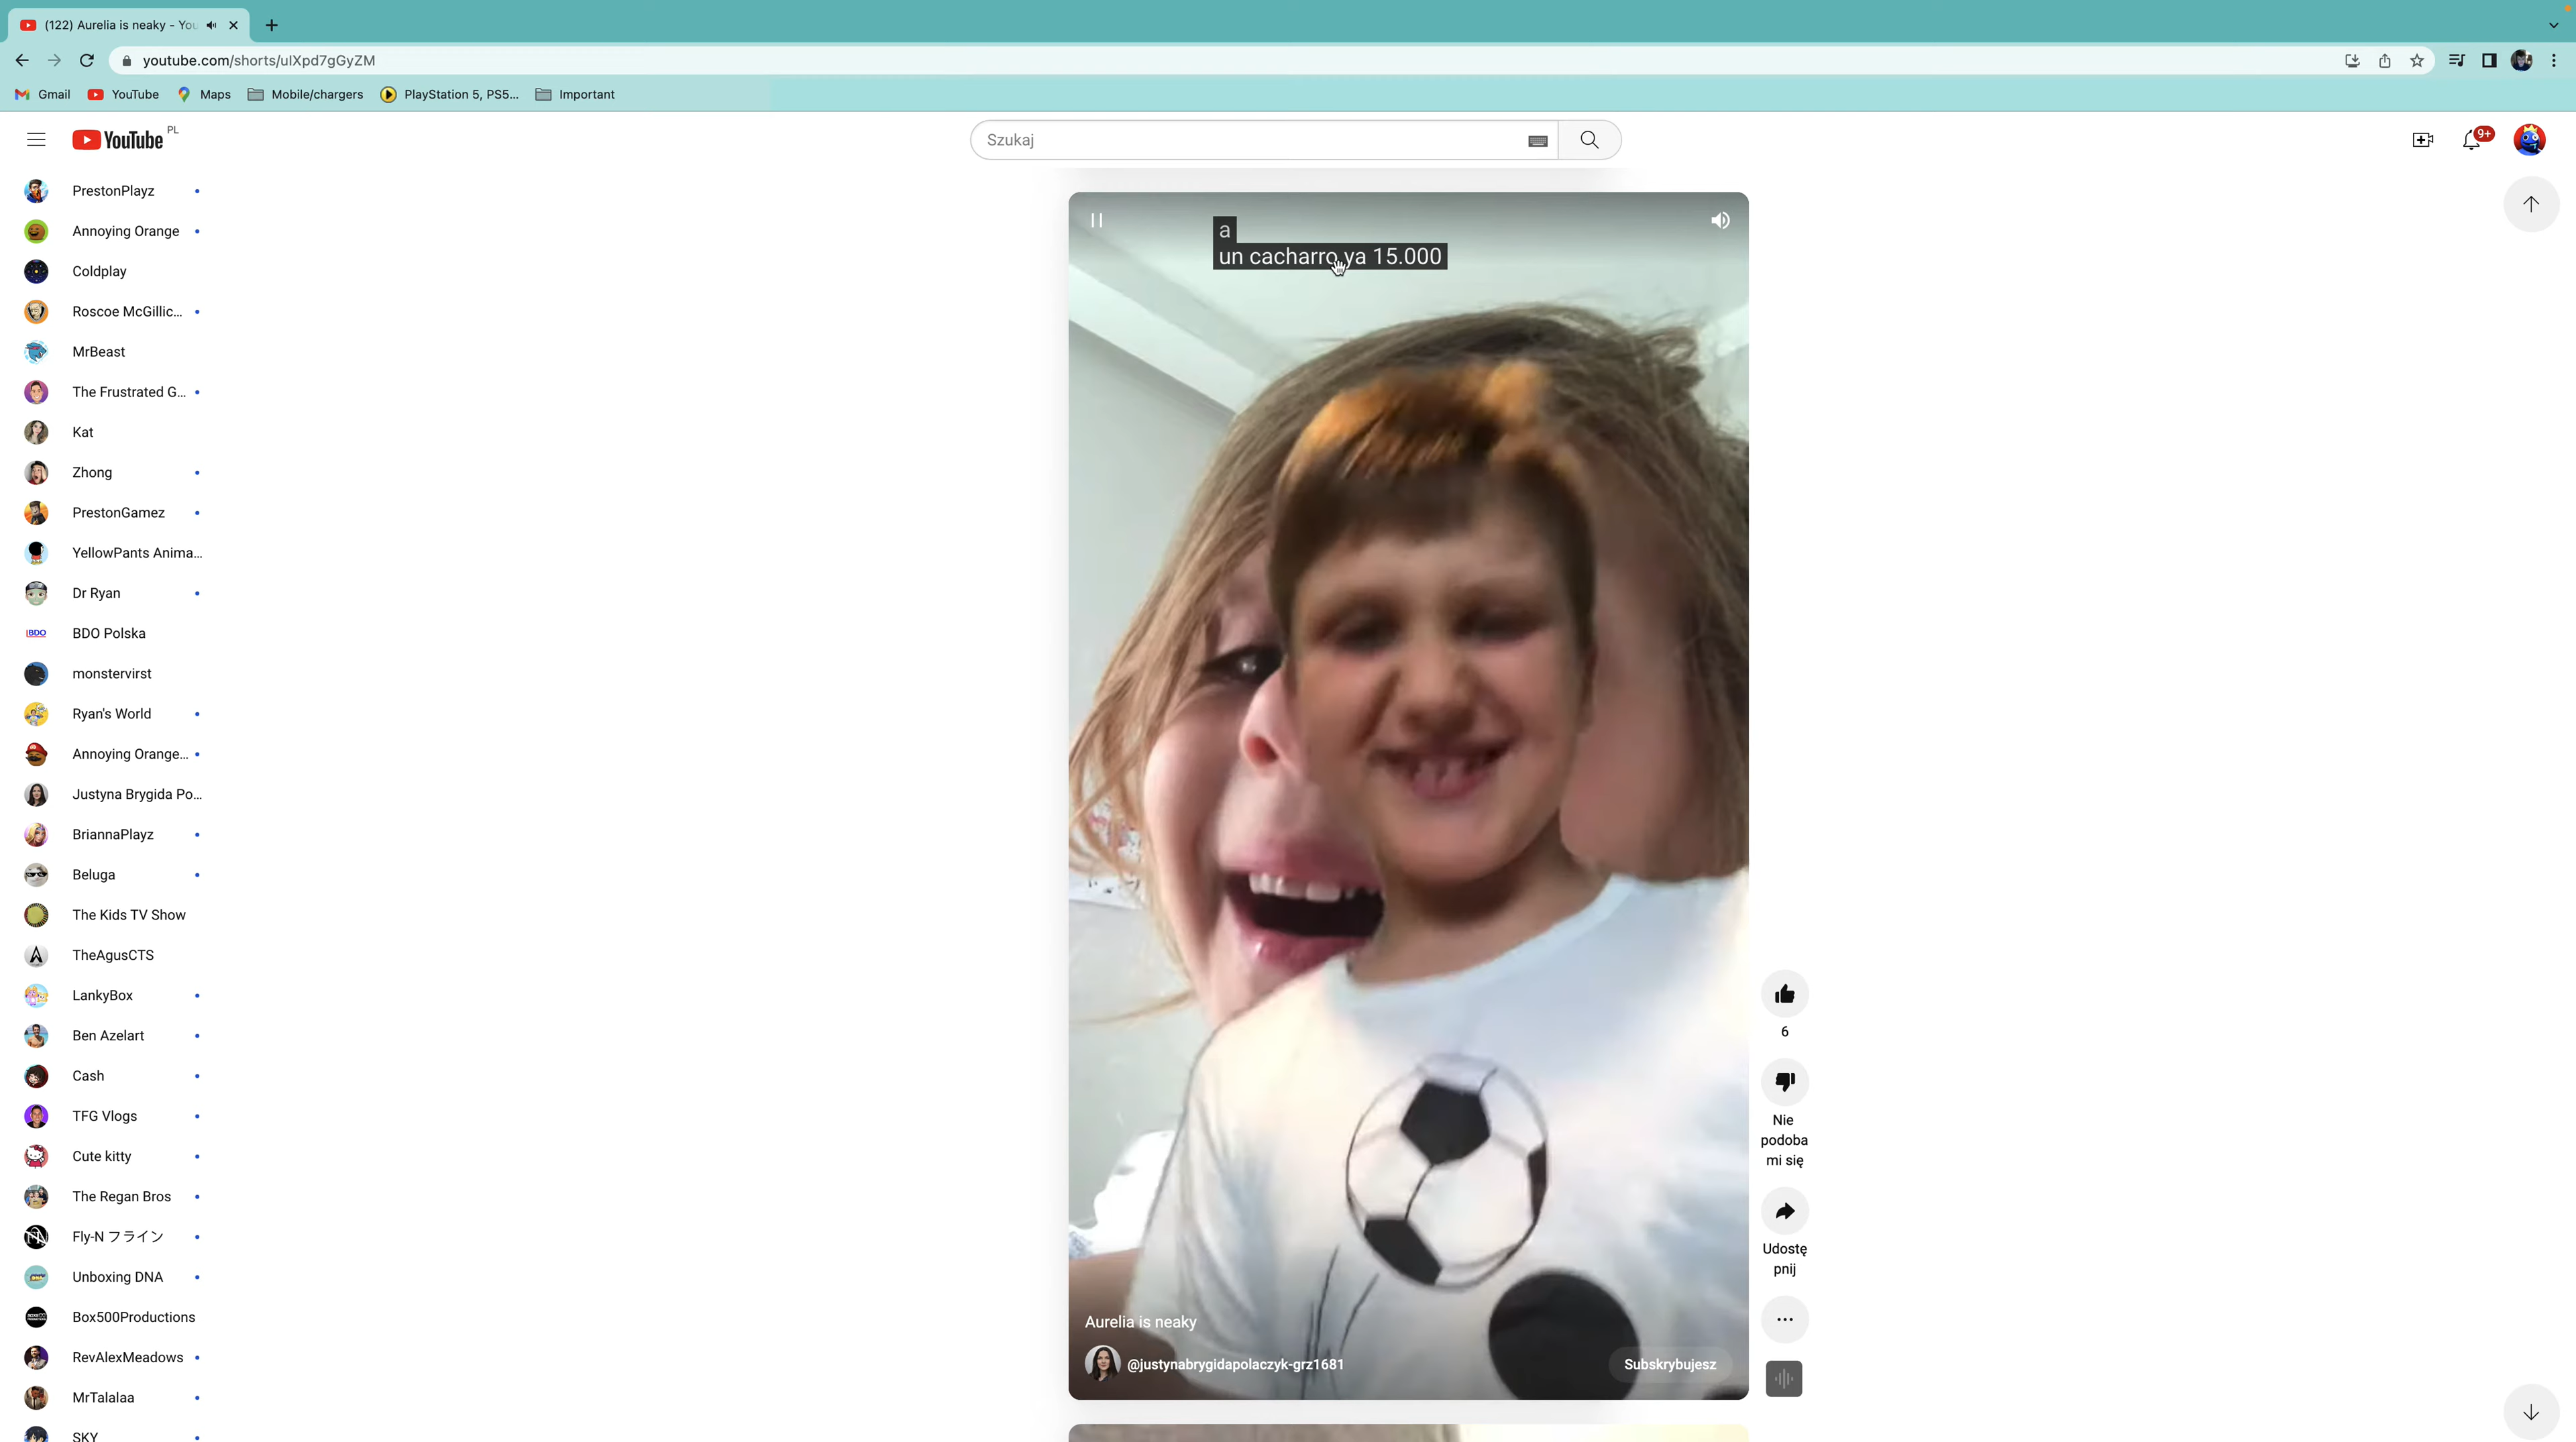 (122) Aurelia is neaky - You
youtube.com/shorts/uIXpd7gGyZM
Gmail
YouTube
Maps
Mobile/chargers
PlayStation 5, PS5...
Important
YouTube PL
Szukaj
9+
PrestonPlayz
Annoying Orange
Coldplay
Roscoe McGillic...
MrBeast
The Frustrated G...
Kat
Zhong
PrestonGamez
YellowPants Anima...
Dr Ryan
BDO BDO Polska
monstervirst
Ryan's World
Annoying Orange...
Justyna Brygida Po...
BriannaPlayz
Beluga
The Kids TV Show
TheAgusCTS
LankyBox
Ben Azelart
Cash
TFG Vlogs
Cute kitty
The Regan Bros
Fly-N フライン
Unboxing DNA
Box500Productions
RevAlexMeadows
MrTalalaa
SKY
a
un cacharro ya 15.000
Aurelia is neaky
@justynabrygidapolaczyk-grz1681
Subskrybujesz
6
Nie
podoba
mi się
Udostę
pnij